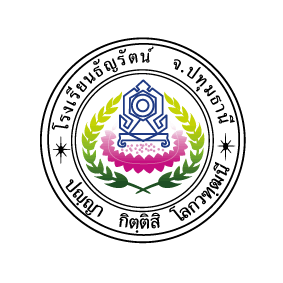 โรงเรียนธัญรัตน์ จ.ปทุมธานี
ปญฺญา กิตฺติสิ โลกวฑฺฒนี